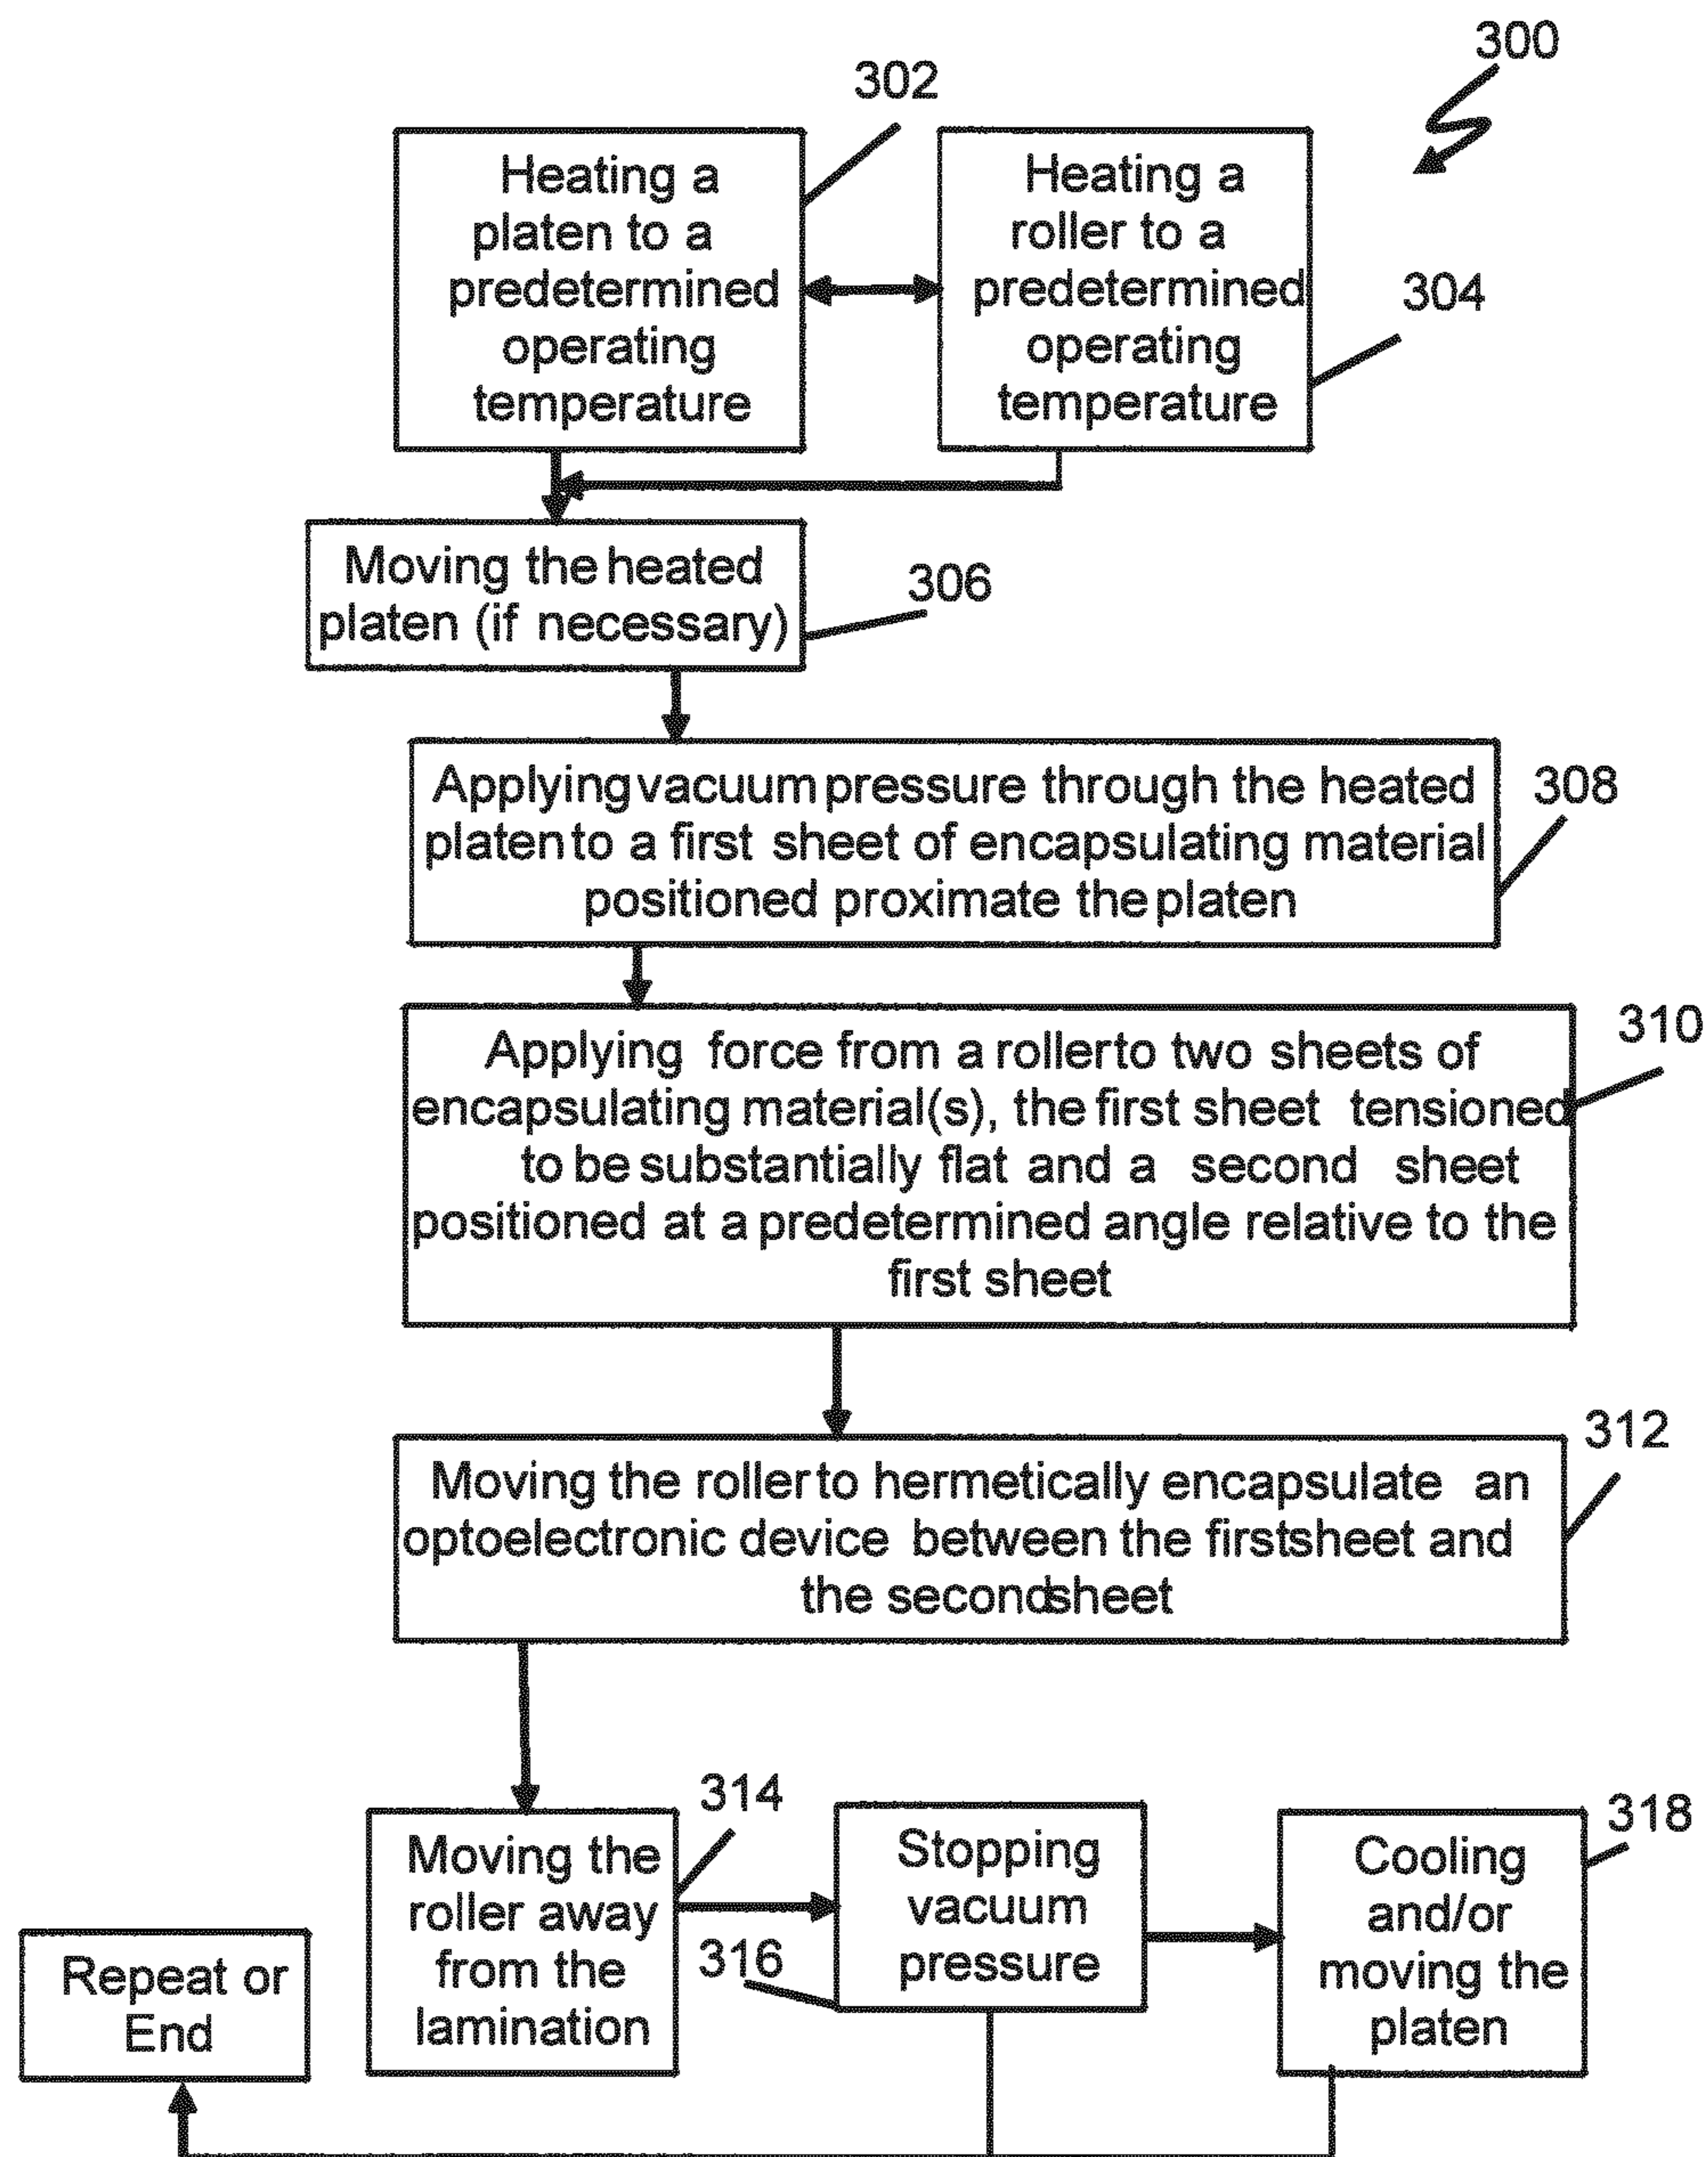 300
302
Heating a
platen to a
predetermined
operating
temperature
Heating a
roller to a
predetermined
operating
temperature
304
Moving the heated
platen (if necessary)
306
Applying vacuum pressure through the heated
platen to a first sheet of encapsulating material
positioned proximate the platen
308
Applying force from a roller to two sheets of
encapsulating material(s), the first sheet tensioned
to be substantially flat and a second sheet
positioned at a predetermined angle relative to the
first sheet
310
Moving the roller to hermetically encapsulate an
optoelectronic device between the first sheet and
the second sheet
312
Moving the
roller away
from the
lamination
314
Stopping
vacuum
pressure
316
Cooling
and/or
moving the
platen
318
Repeat or
End